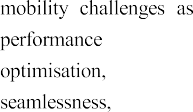 mobility challenges as
performance
optimisation,
seamlessness,